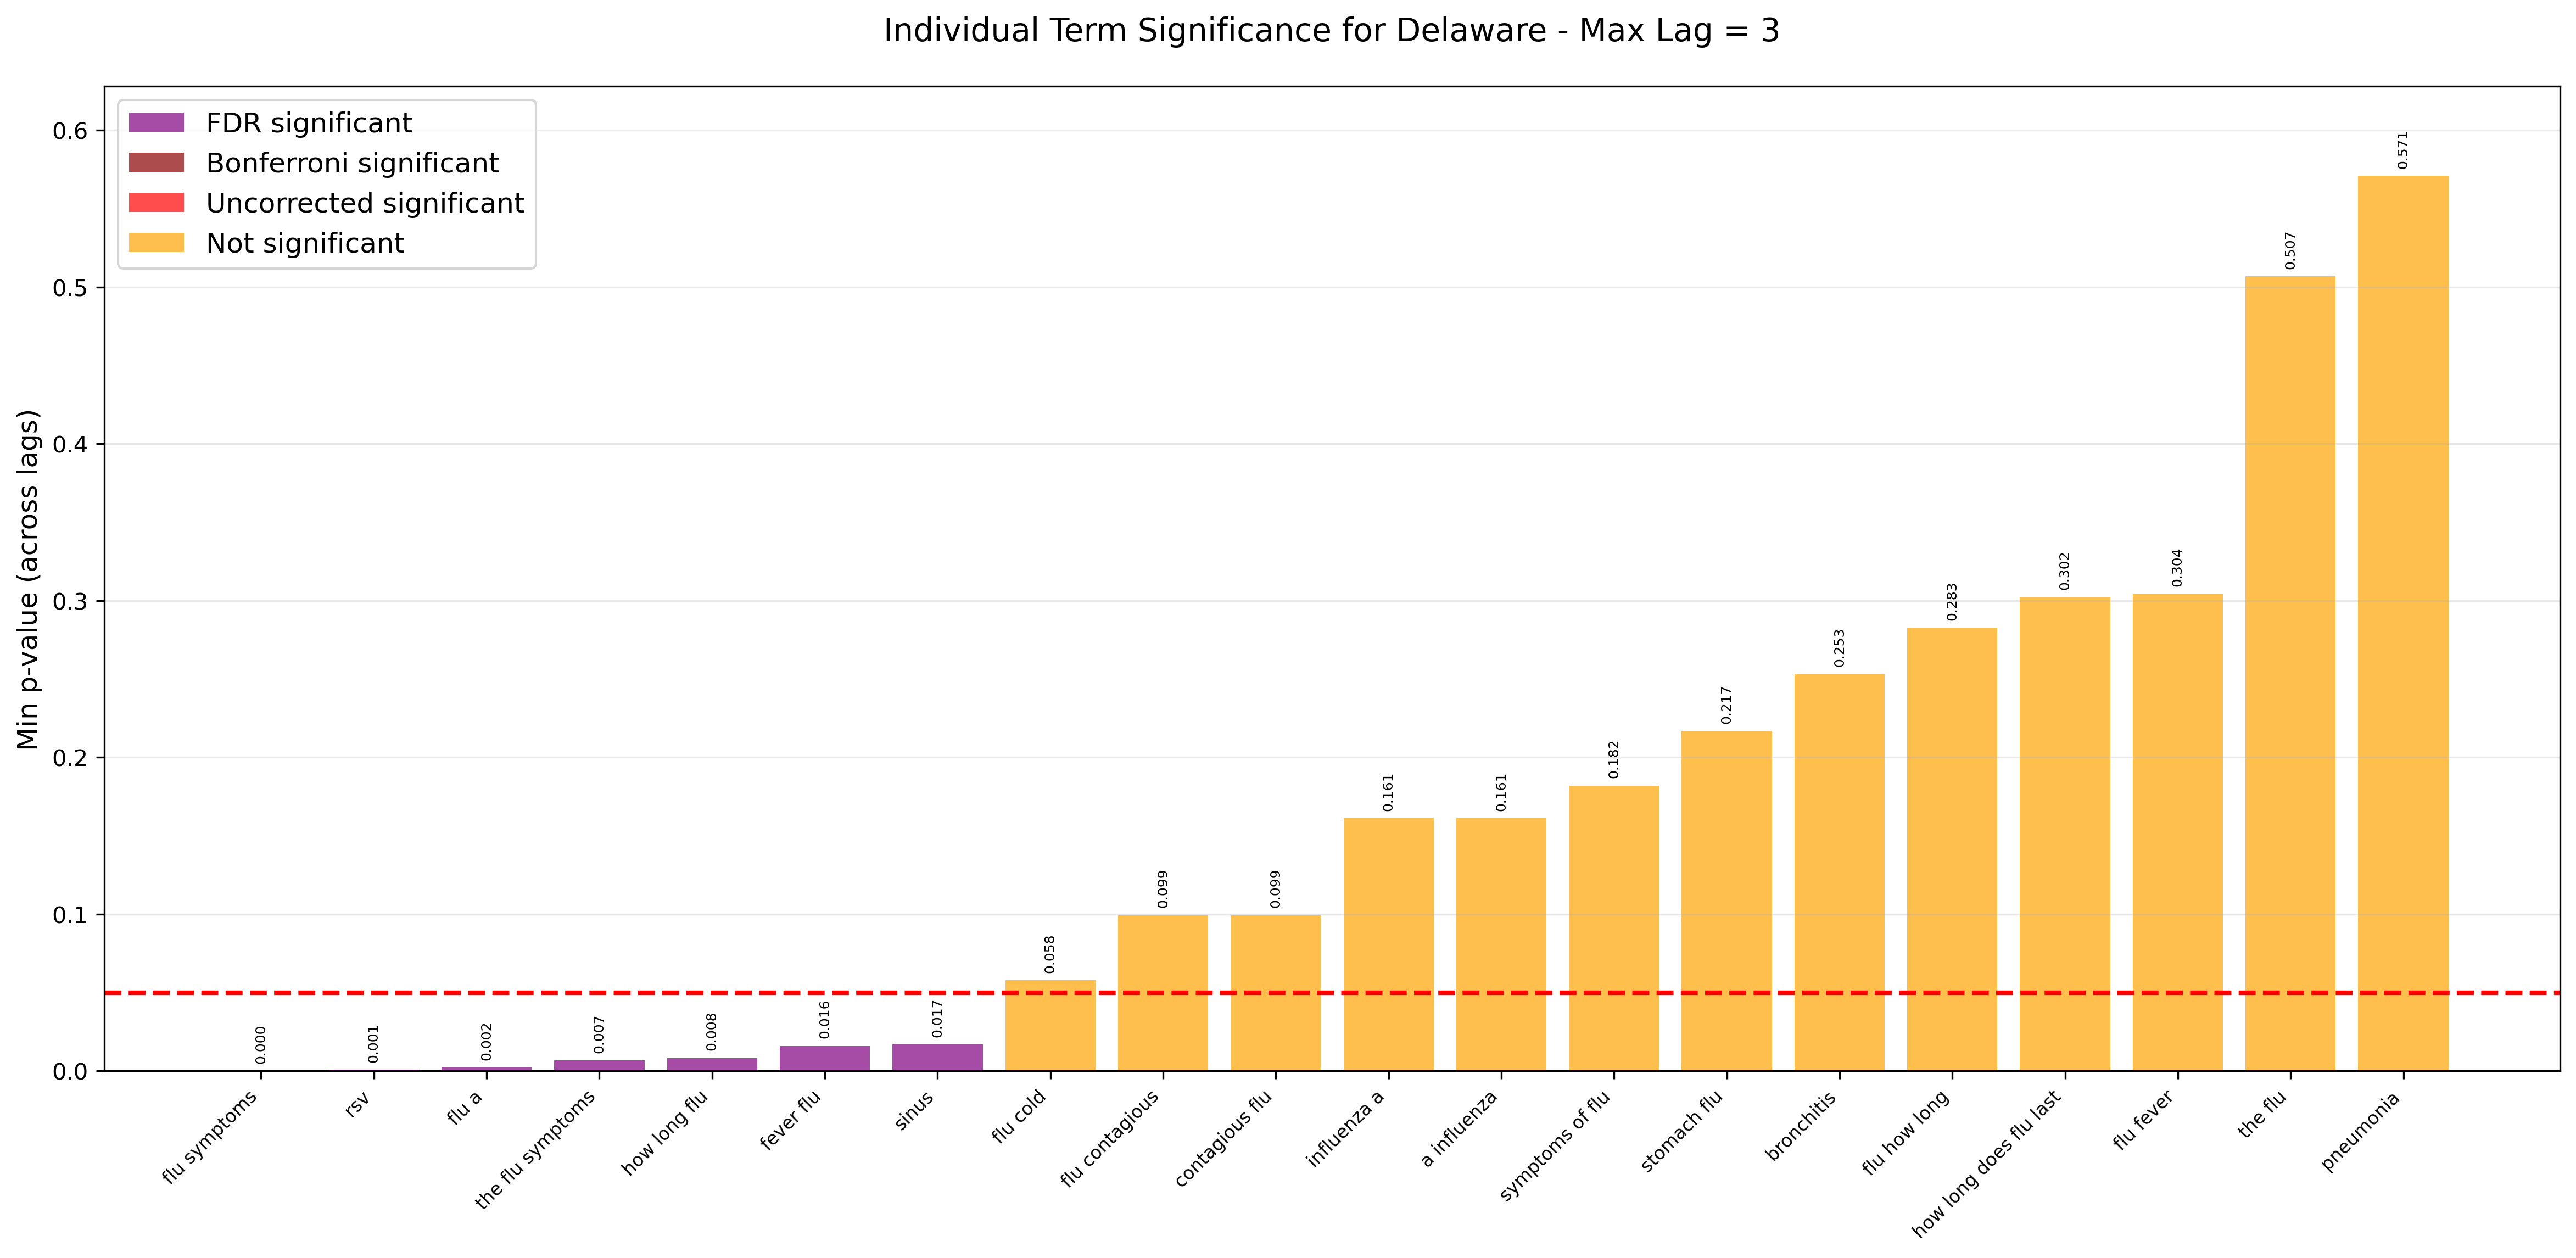 Individual Term Significance for Delaware - Max Lag = 3
FDR significant
Bonferroni significant
Uncorrected significant
Not significant
Min p-value (across lags)
0.6
0.5
0.4
0.3
0.2
0.1
0.0
0.000
0.001
0.002
0.007
0.008
0.016
0.017
0.058
0.099
0.099
0.161
0.161
0.182
0.217
0.253
0.283
0.302
0.304
0.507
0.571
flu symptoms
rsv
flu a
the flu symptoms
how long flu
fever flu
sinus
flu cold
flu contagious
contagious flu
influenza a
a influenza
symptoms of flu
stomach flu
bronchitis
flu how long
how long does flu last
flu fever
the flu
pneumonia